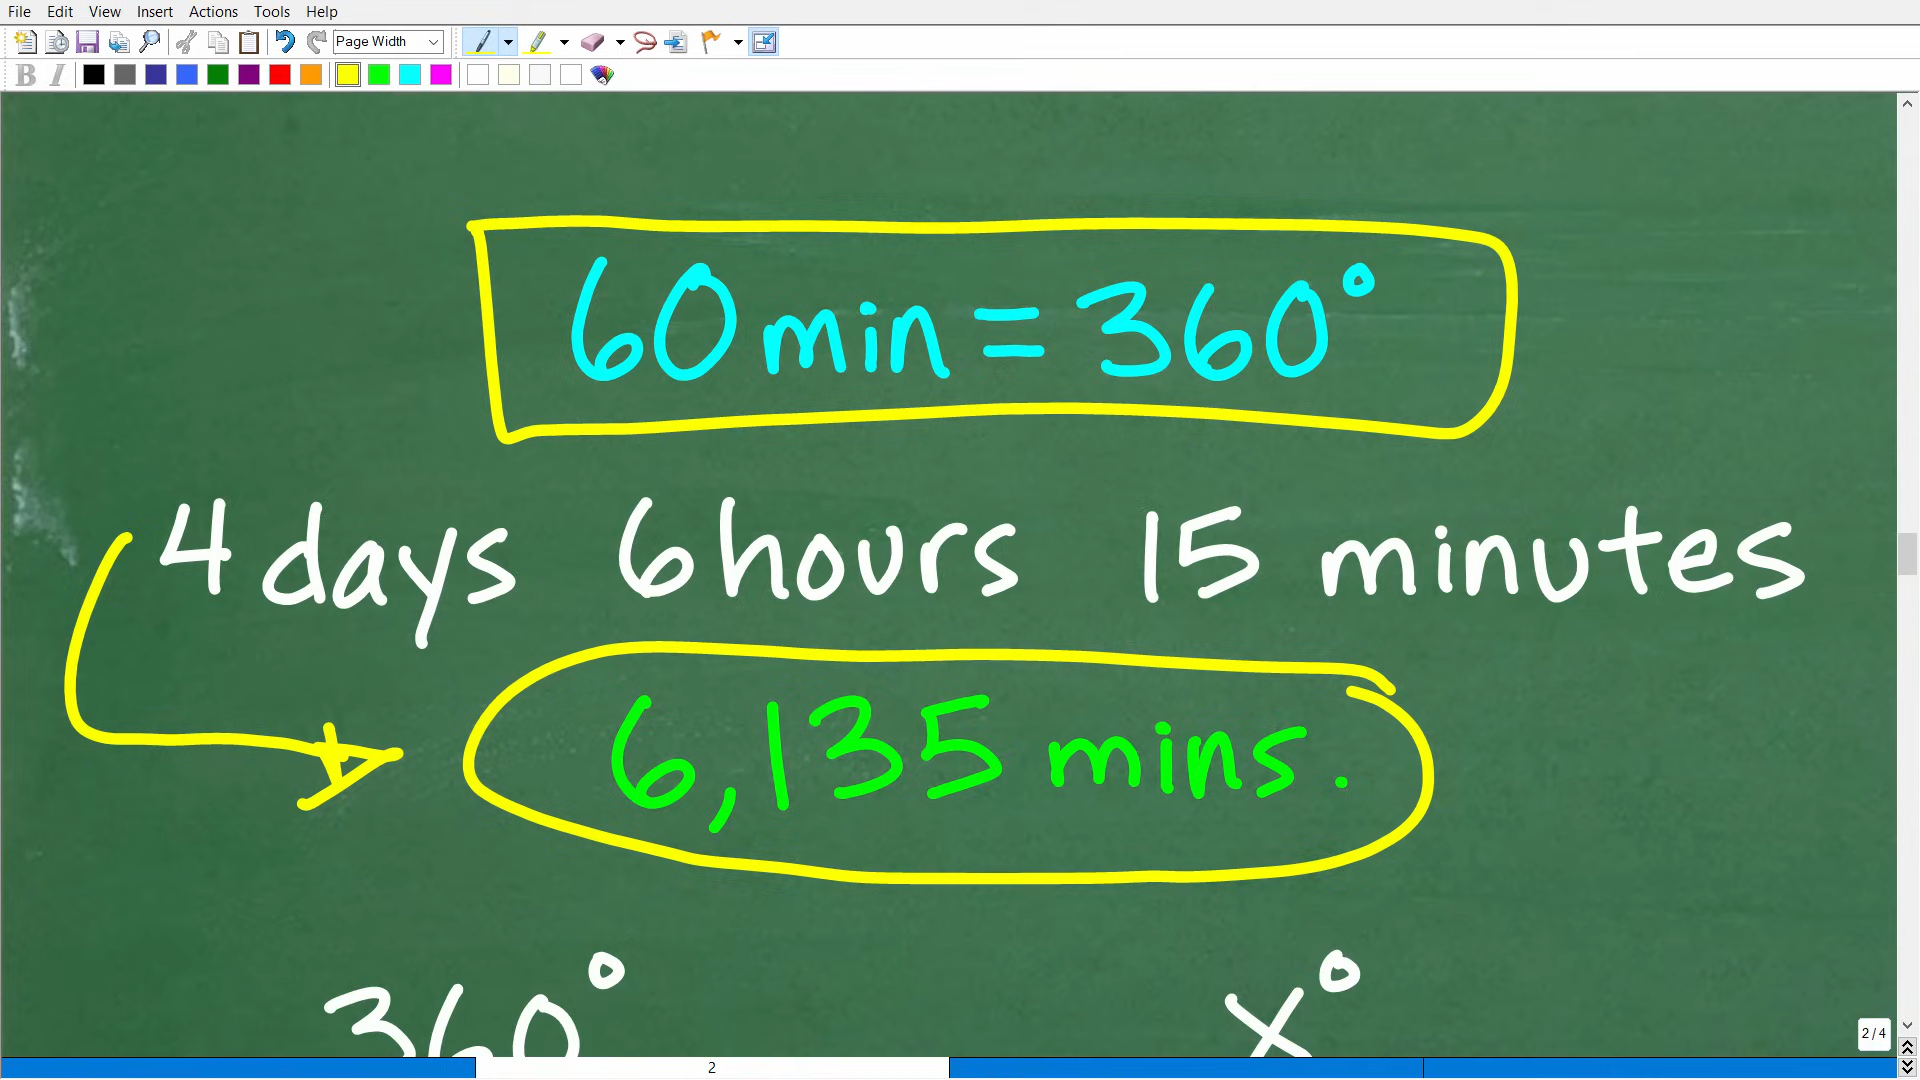 File Edit View Insert Actions Tools Help
Page Width
B I
60 min = 360°
4 days 6 hours 15 minutes
6,135 mins.
360° x°
2 / 4
2